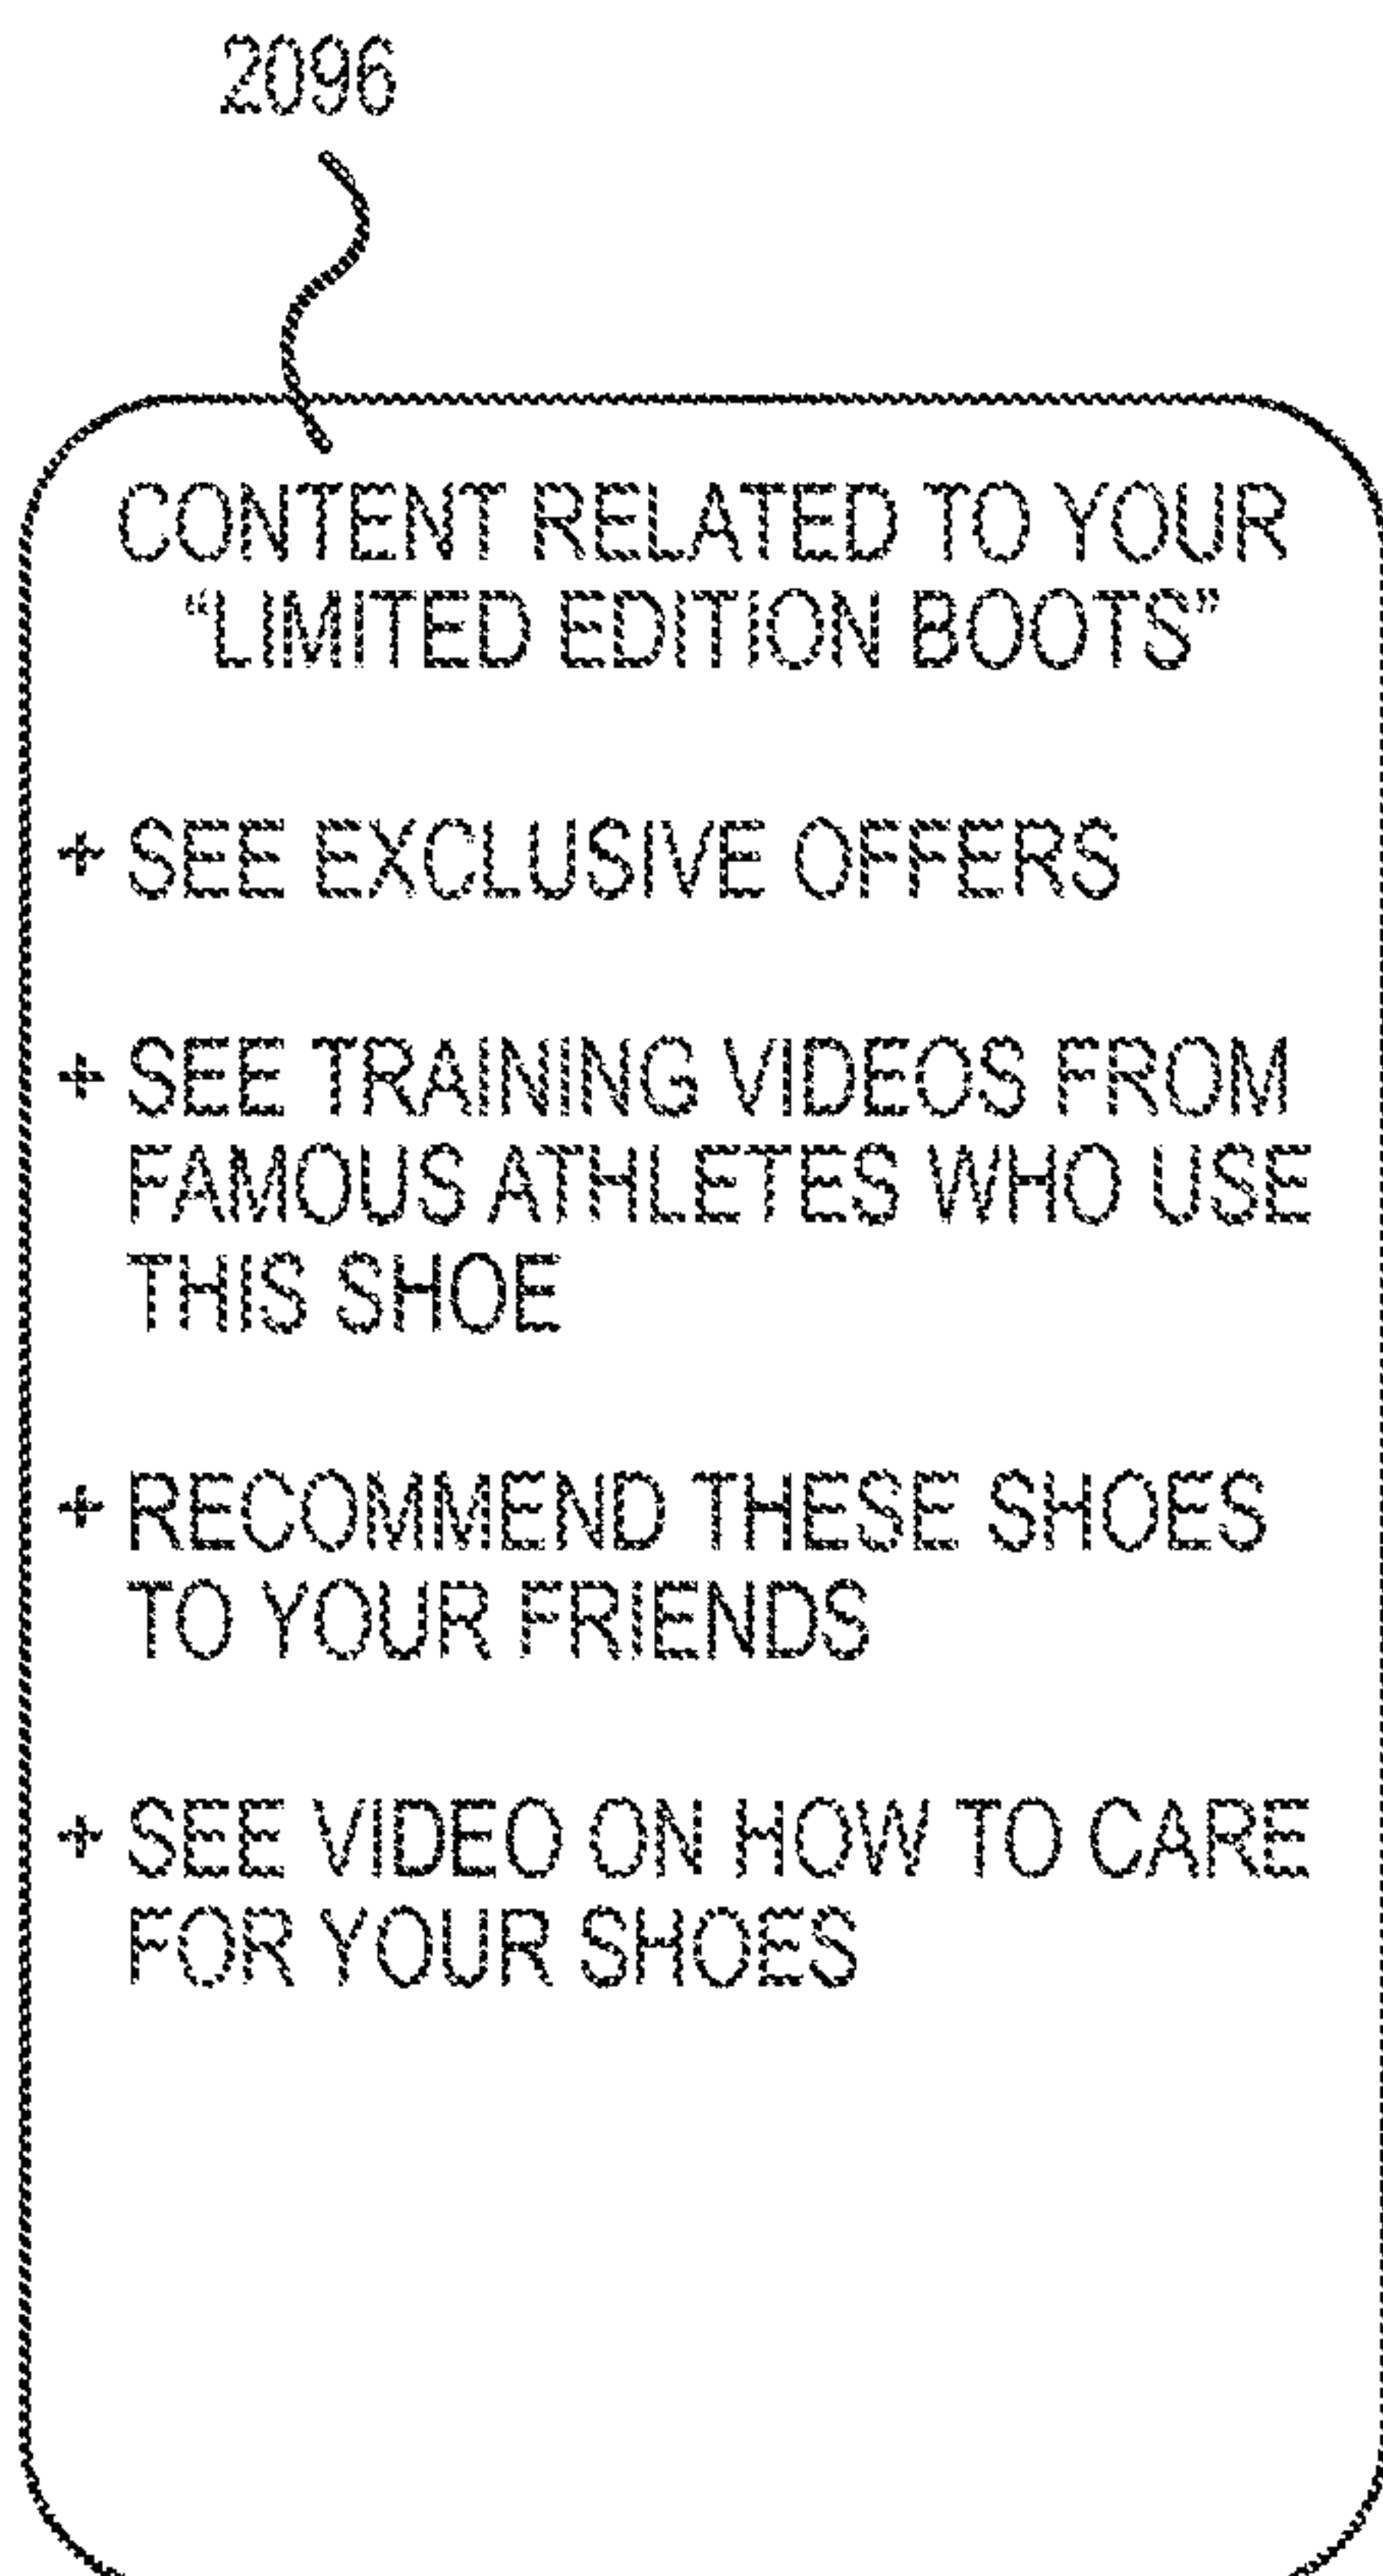 2096
CONTENT RELATED TO YOUR
“LIMITED EDITION BOOTS”
+ SEE EXCLUSIVE OFFERS
+ SEE TRAINING VIDEOS FROM
FAMOUS ATHLETES WHO USE
THIS SHOE
+ RECOMMEND THESE SHOES
TO YOUR FRIENDS
+ SEE VIDEO ON HOW TO CARE
FOR YOUR SHOES